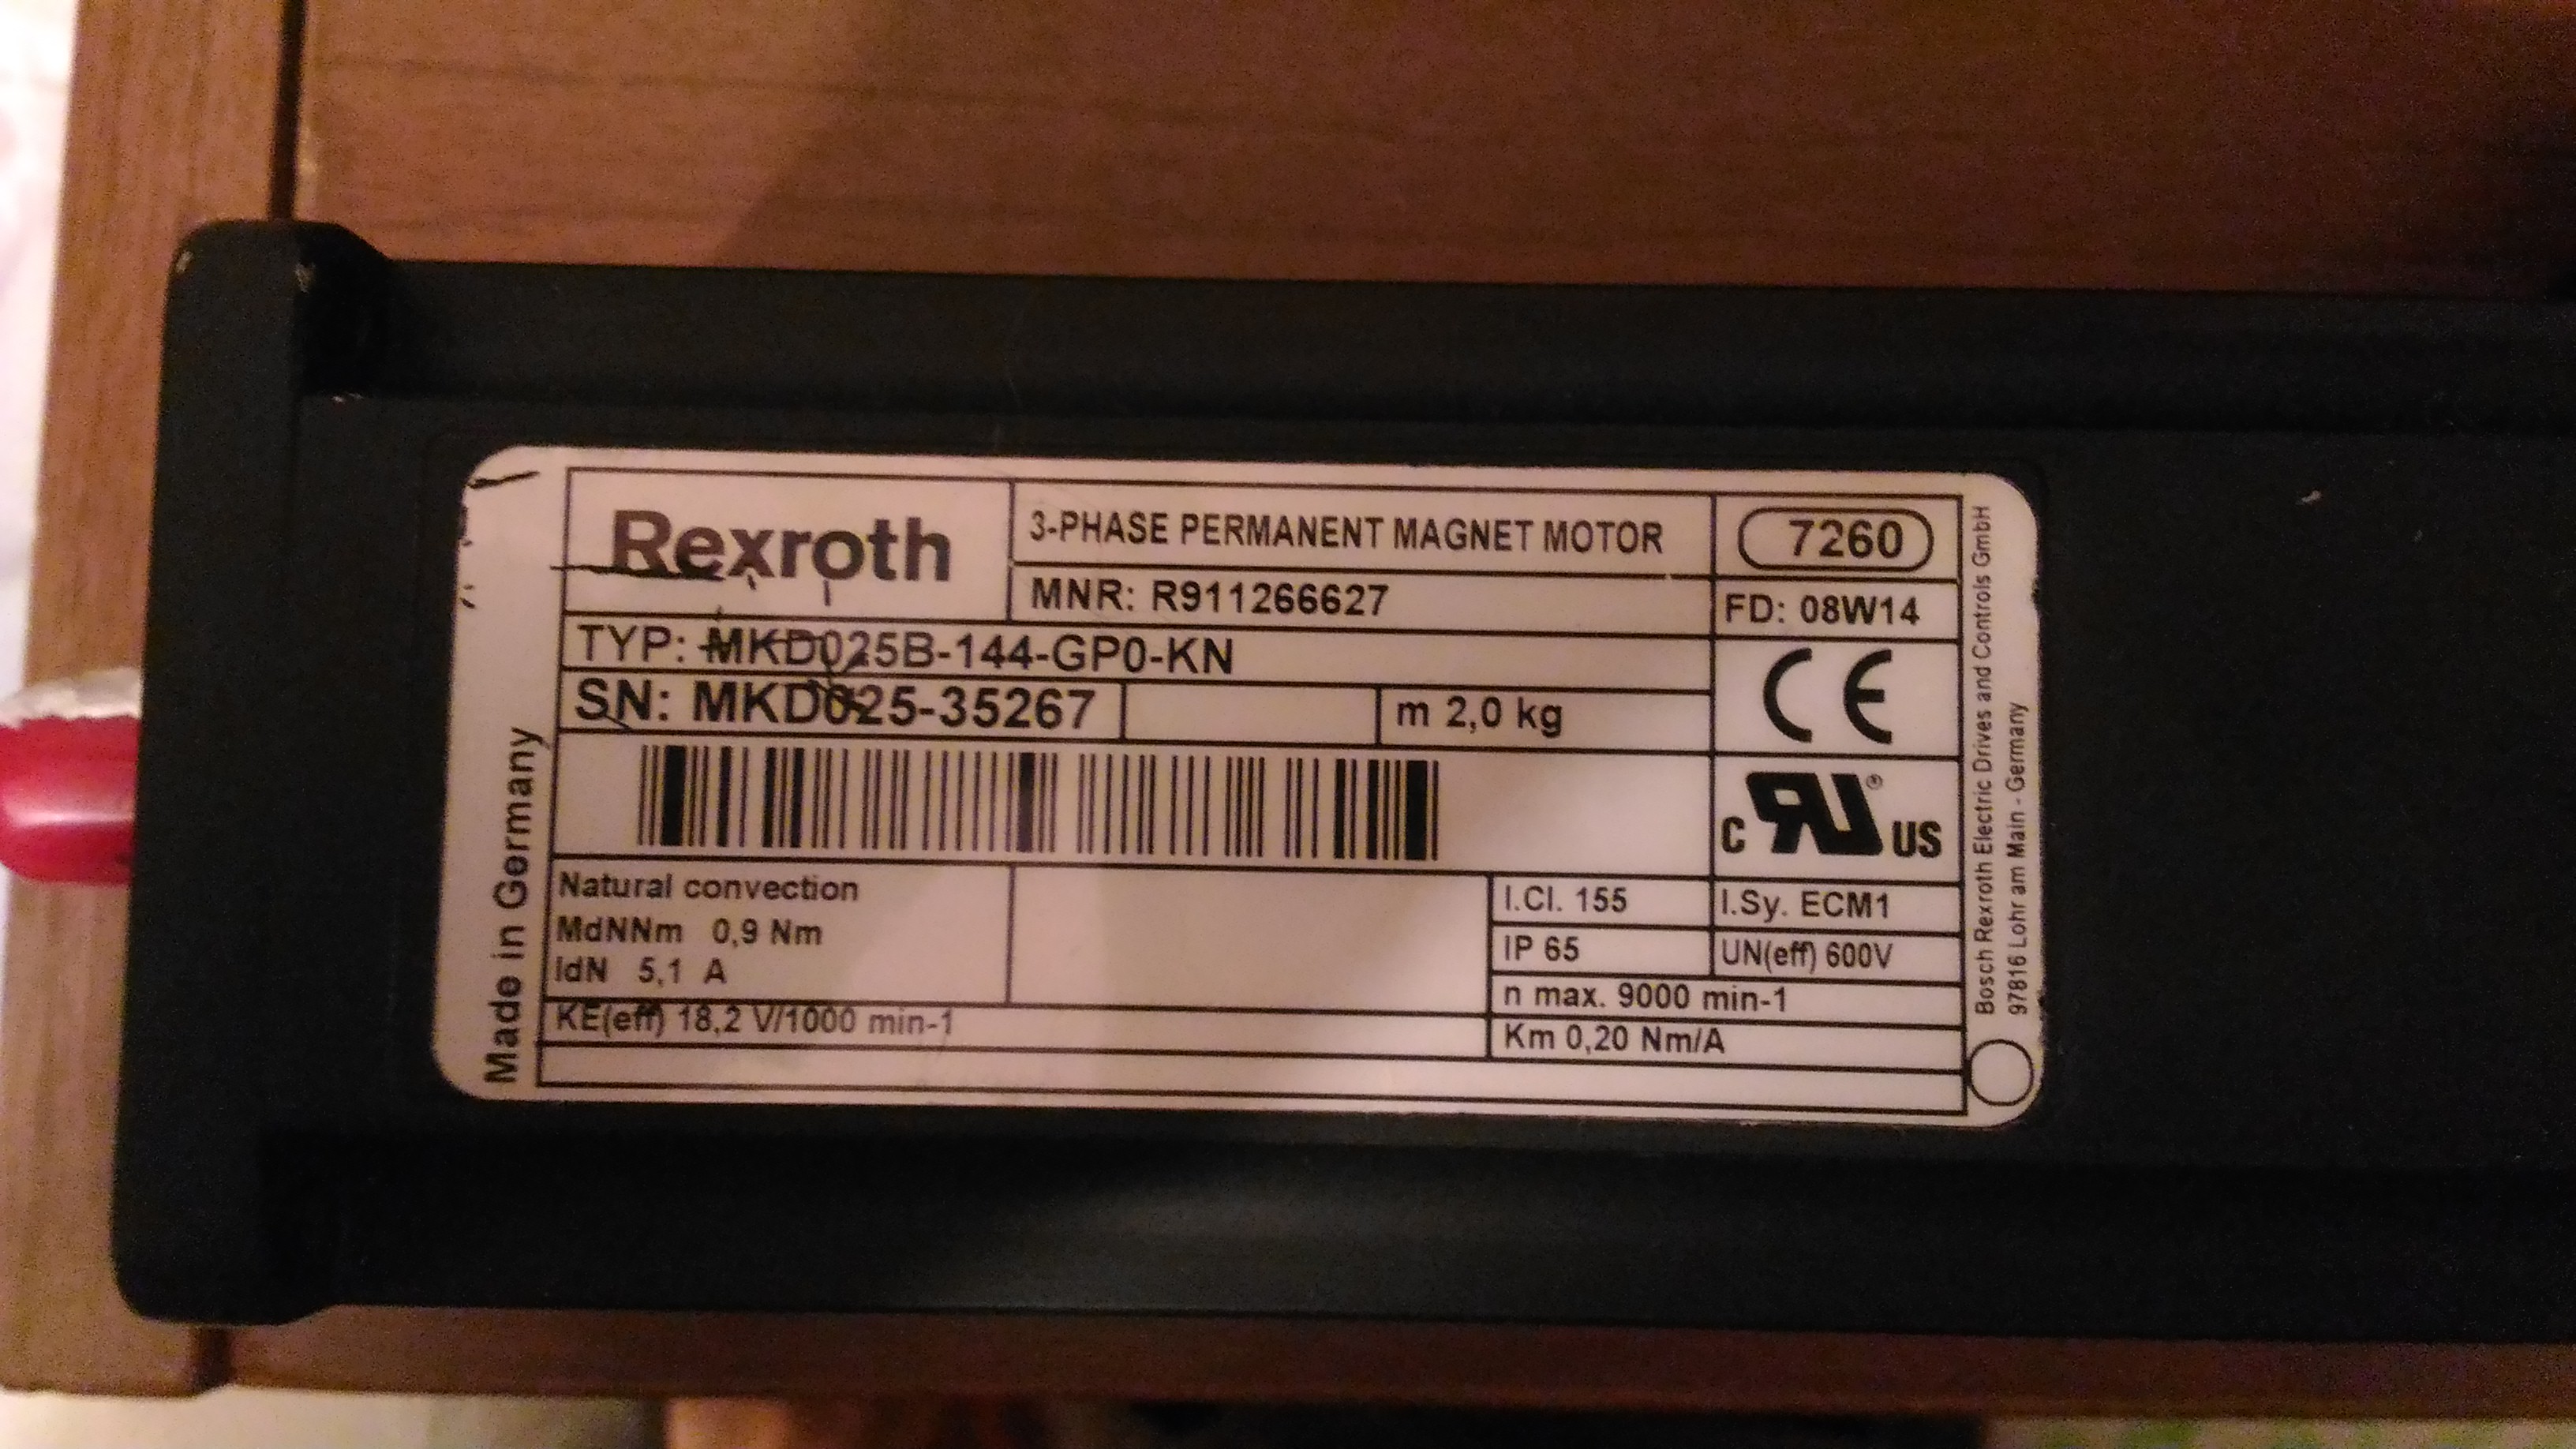 Rexroth
3-PHASE PERMANENT MAGNET MOTOR
7260
MNR: R911266627
FD: 08W14
TYP: MKD025B-144-GP0-KN
SN: MKD025-35267
m 2,0 kg
CE
c RU ® US
Natural convection
MdNNm 0,9 Nm
IdN 5,1 A
I.Cl. 155
I.Sy. ECM1
IP 65
UN(eff) 600V
n max. 9000 min-1
KE(eff) 18,2 V/1000 min-1
Km 0,20 Nm/A
Made in Germany
Bosch Rexroth Electric Drives and Controls GmbH
97816 Lohr am Main - Germany